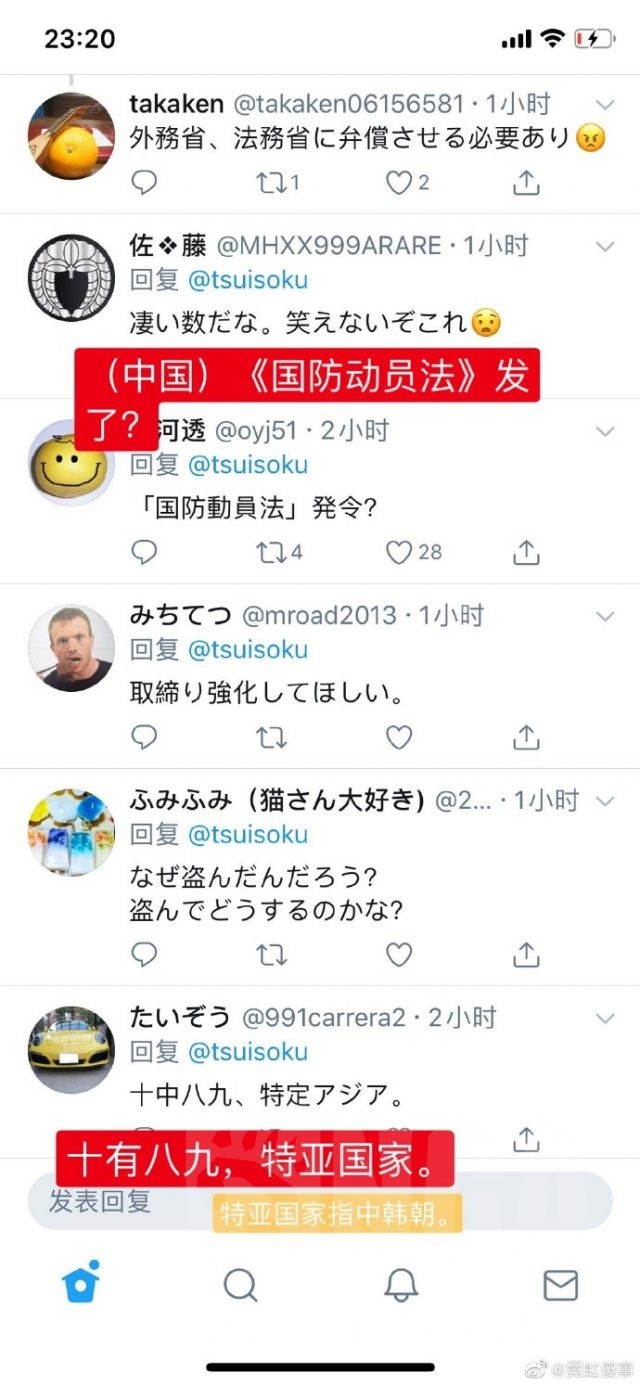 23:20
takaken @takaken06156581 · 1小时
外務省、法務省に弁償させる必要あり😠
1 2
佐❖藤 @MHXX999ARARE · 1小时
回复 @tsuisoku
凄い数だな。笑えないぞこれ😧
（中国）《国防动员法》发
了?
河透 @oyj51 · 2小时
回复 @tsuisoku
「国防動員法」発令?
4 28
みちてつ @mroad2013 · 1小时
回复 @tsuisoku
取締り強化してほしい。
ふみふみ（猫さん大好き) @2... · 1小时
回复 @tsuisoku
なぜ盗んだんだろう?
盗んでどうするのかな?
たいぞう @991carrera2 · 2小时
回复 @tsuisoku
十中八九、特定アジア。
十有八九，特亚国家。
发表回复
特亚国家指中韩朝。
@霓虹傻事